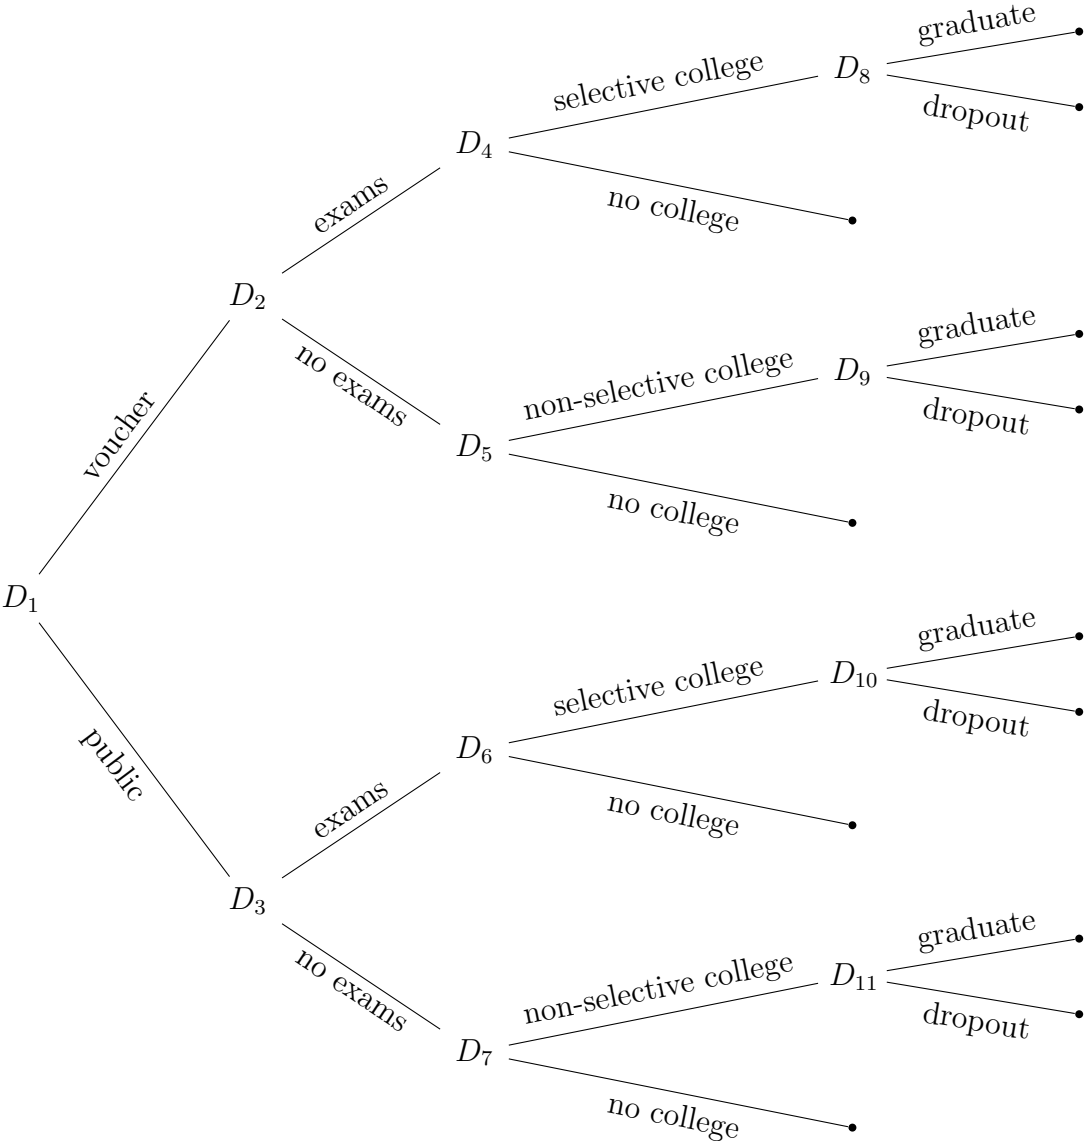 graduate
D₈
selective college
dropout
D₄
exams
no college
D₂
graduate
no exams
non-selective college
D₉
dropout
voucher
D₅
no college
D₁
graduate
selective college
D₁₀
dropout
public
D₆
exams
no college
D₃
graduate
no exams
non-selective college
D₁₁
dropout
D₇
no college